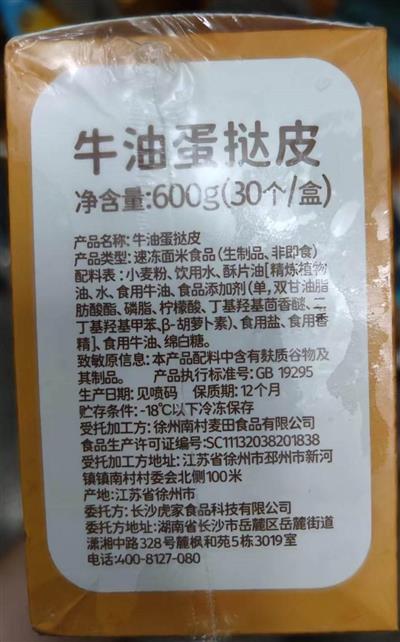 牛油蛋挞皮
净含量:600g(30个/盒)
产品名称: 牛油蛋挞皮
产品类型: 速冻面米食品 (生制品、非即食)
配料表: 小麦粉、饮用水、酥片油[精炼植物
油、水、食用牛油、食品添加剂 (单,双甘油脂
肪酸酯、磷脂、柠檬酸、丁基羟基茴香醚、二
丁基羟基甲苯、β-胡萝卜素)、食用盐、食用香
精]、食用牛油、绵白糖。
致敏原信息: 本产品配料中含有麸质谷物及
其制品。 产品执行标准号: GB 19295
生产日期: 见喷码 保质期: 12个月
贮存条件: -18℃以下冷冻保存
受托加工方: 徐州南村麦田食品有限公司
食品生产许可证编号:SC11132038201838
受托加工方地址: 江苏省徐州市邳州市新河
镇镇南村村委会北侧100米
产地: 江苏省徐州市
委托方: 长沙虎家食品科技有限公司
委托方地址: 湖南省长沙市岳麓区岳麓街道
潇湘中路328号麓枫和苑5栋3019室
电话:400-8127-080